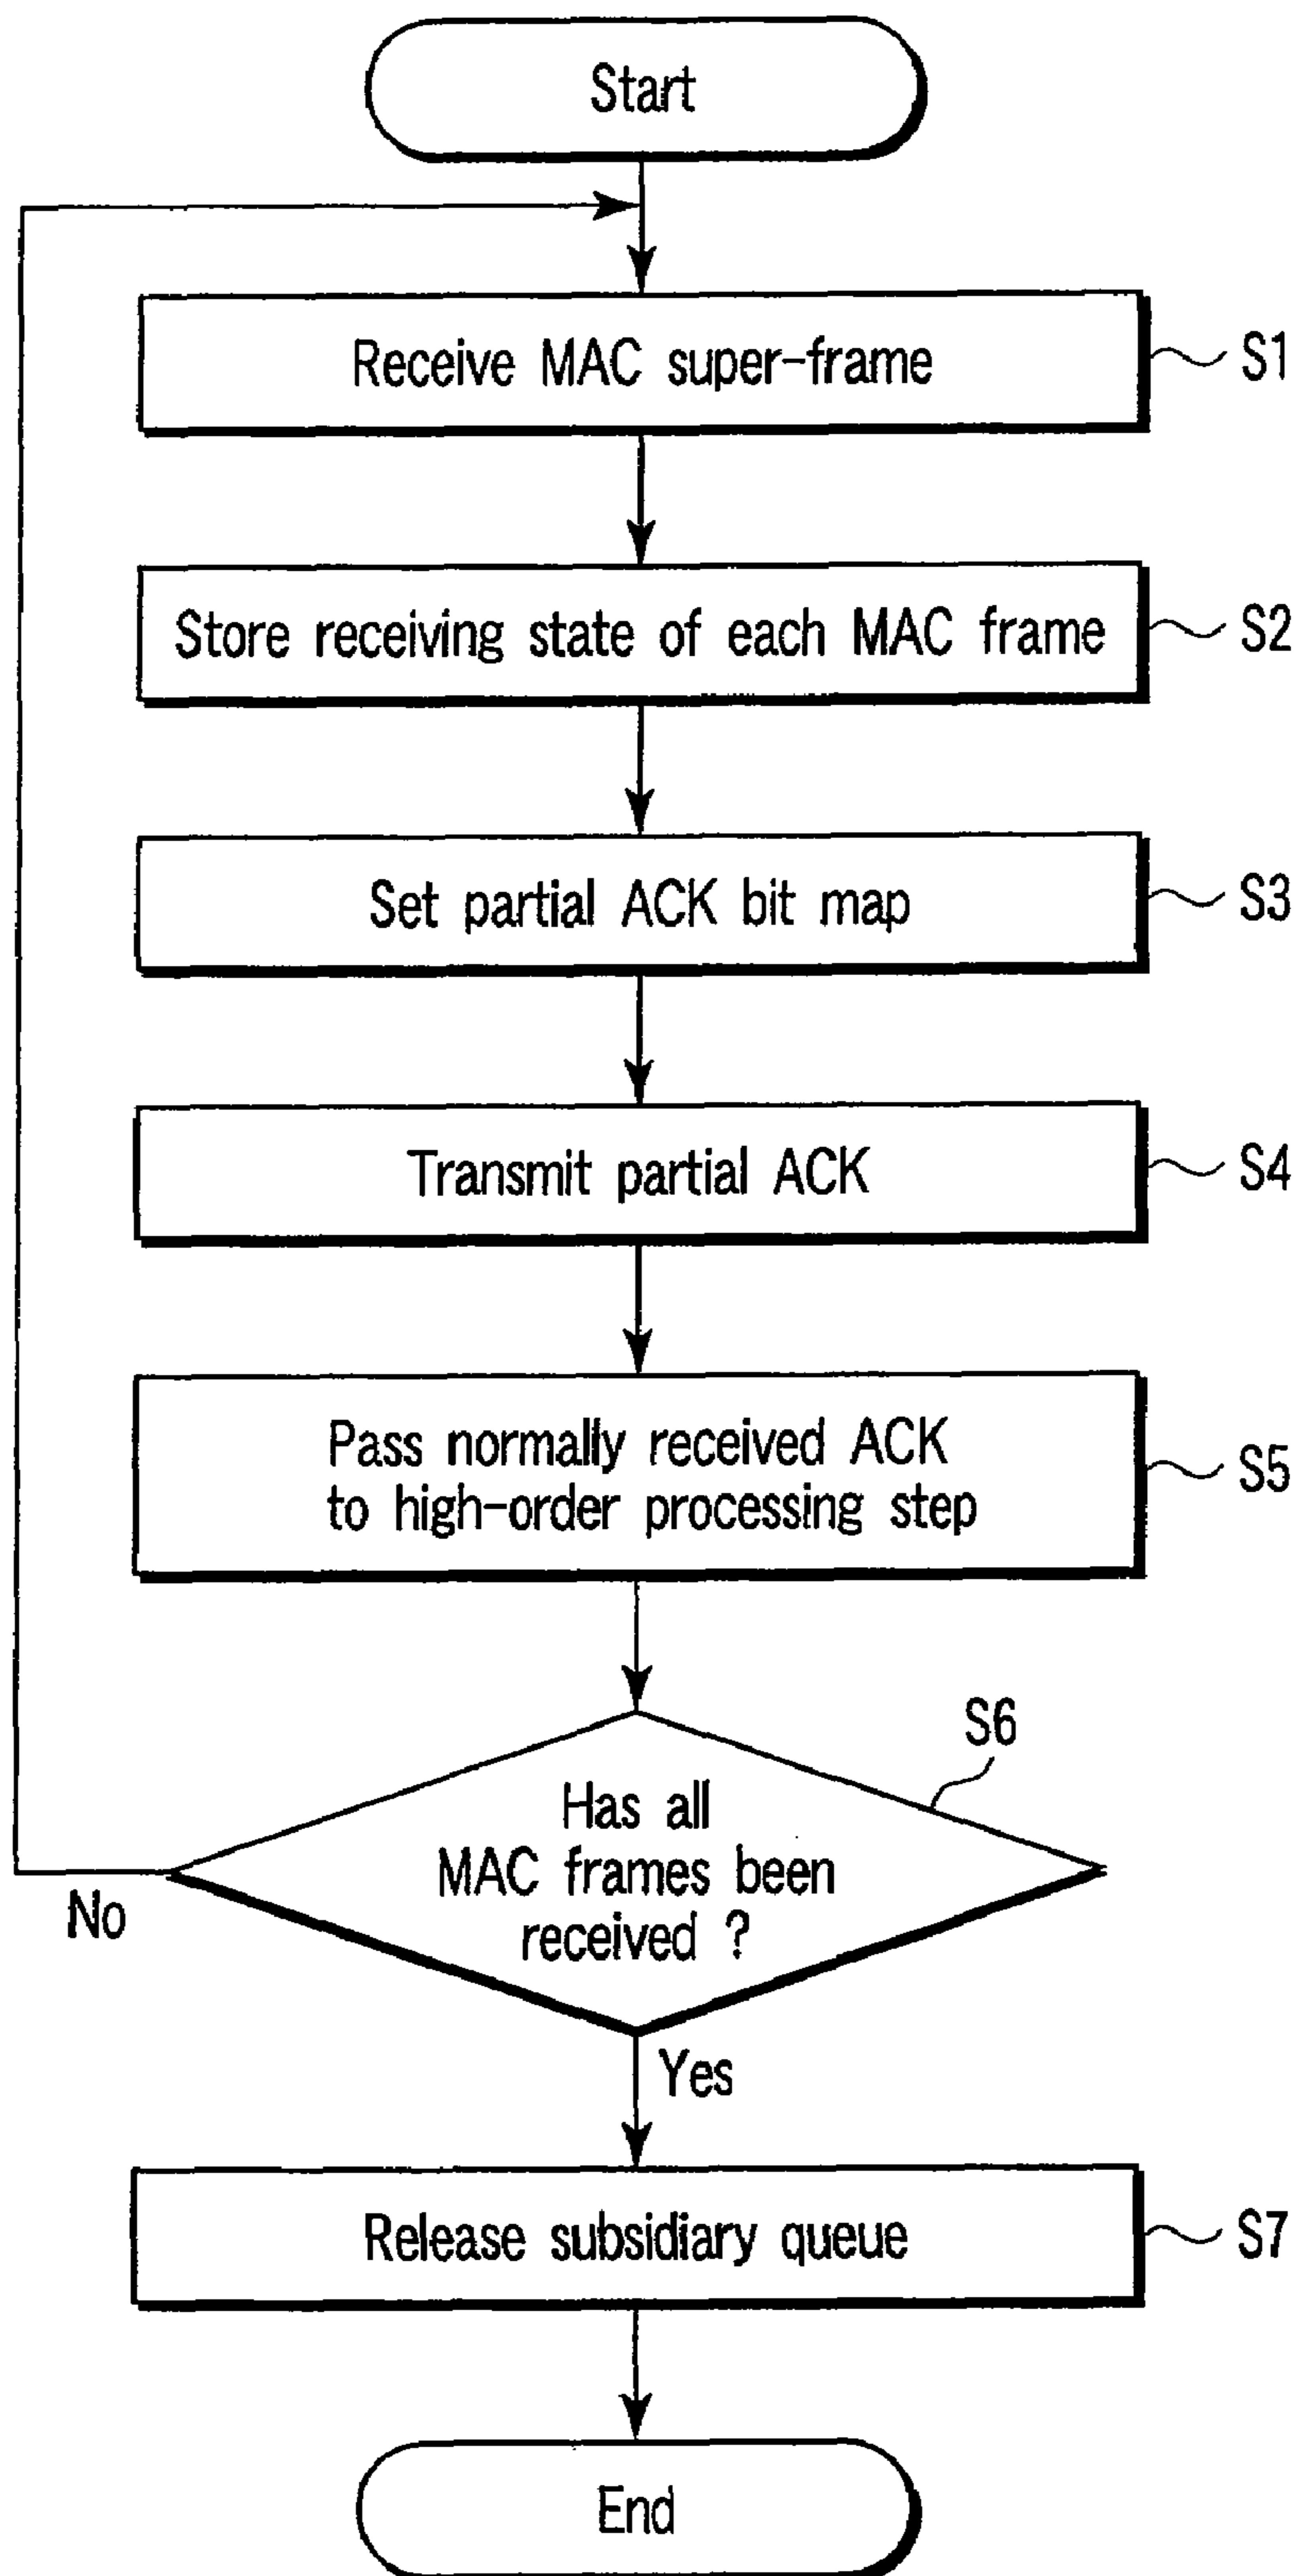 Start
Receive MAC super-frame
S1
Store receiving state of each MAC frame
S2
Set partial ACK bit map
S3
Transmit partial ACK
S4
Pass normally received ACK
to high-order processing step
S5
S6
Has all
MAC frames been
received ?
No
Yes
Release subsidiary queue
S7
End